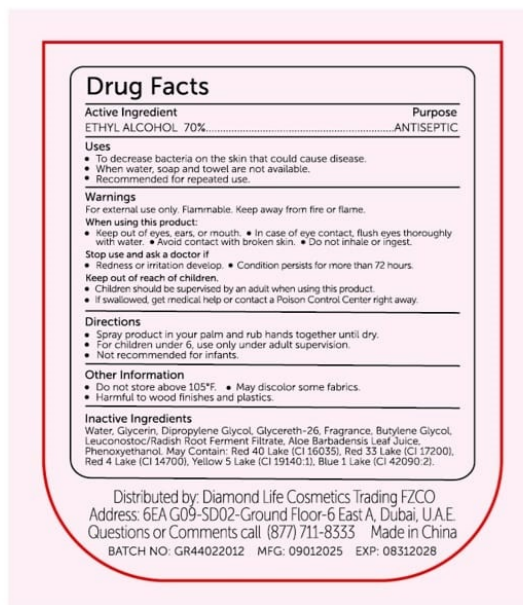 Drug Facts
Active Ingredient Purpose
ETHYL ALCOHOL 70%........................................................ANTISEPTIC
Uses
• To decrease bacteria on the skin that could cause disease.
• When water, soap and towel are not available.
• Recommended for repeated use.
Warnings
For external use only. Flammable. Keep away from fire or flame.
When using this product:
• Keep out of eyes, ears, or mouth. • In case of eye contact, flush eyes thoroughly
with water. • Avoid contact with broken skin. • Do not inhale or ingest.
Stop use and ask a doctor if
• Redness or irritation develop. • Condition persists for more than 72 hours.
Keep out of reach of children.
• Children should be supervised by an adult when using this product.
• If swallowed, get medical help or contact a Poison Control Center right away.
Directions
• Spray product in your palm and rub hands together until dry.
• For children under 6, use only under adult supervision.
• Not recommended for infants.
Other Information
• Do not store above 105°F. • May discolor some fabrics.
• Harmful to wood finishes and plastics.
Inactive Ingredients
Water, Glycerin, Dipropylene Glycol, Glycereth-26, Fragrance, Butylene Glycol,
Leuconostoc/Radish Root Ferment Filtrate, Aloe Barbadensis Leaf Juice,
Phenoxyethanol. May Contain: Red 40 Lake (CI 16035), Red 33 Lake (CI 17200),
Red 4 Lake (CI 14700), Yellow 5 Lake (CI 19140:1), Blue 1 Lake (CI 42090:2).
Distributed by: Diamond Life Cosmetics Trading FZCO
Address: 6EA G09-SD02-Ground Floor-6 East A, Dubai, U.A.E.
Questions or Comments call (877) 711-8333 Made in China
BATCH NO: GR44022012 MFG: 09012025 EXP: 08312028